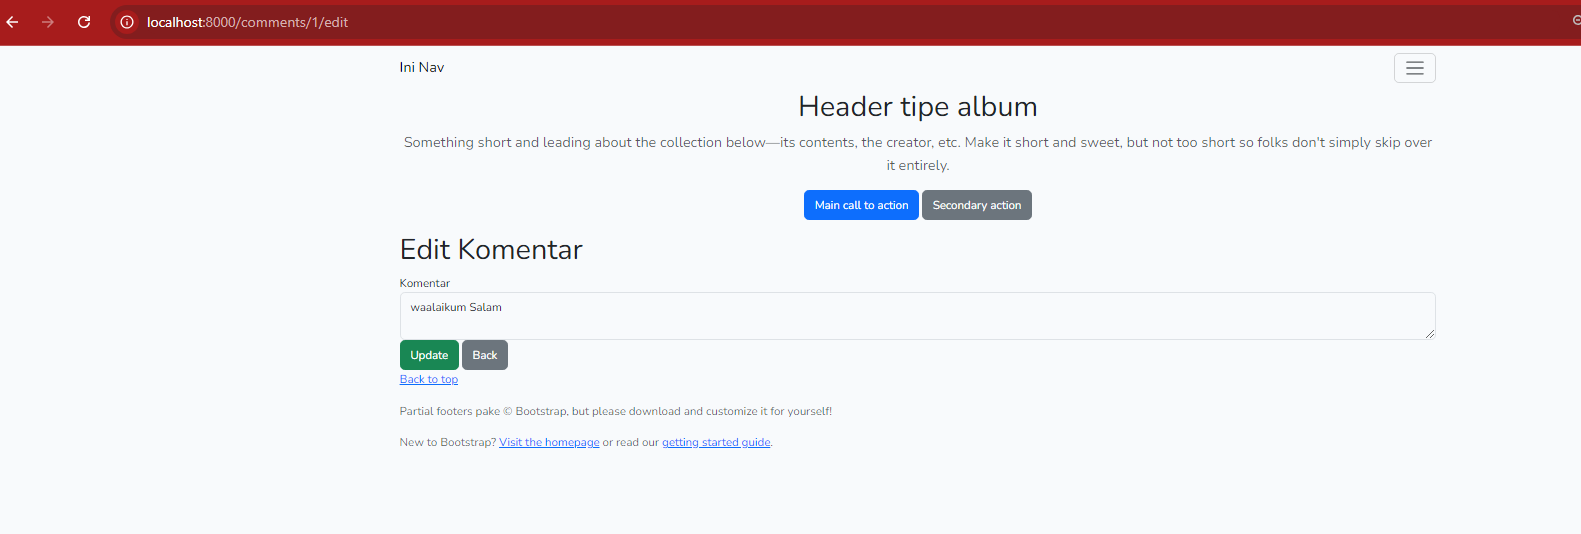 localhost:8000/comments/1/edit
Ini Nav
Header tipe album
Something short and leading about the collection below—its contents, the creator, etc. Make it short and sweet, but not too short so folks don't simply skip over
it entirely.
Main call to action Secondary action
Edit Komentar
Komentar
waalaikum Salam
Update Back
Back to top
Partial footers pake © Bootstrap, but please download and customize it for yourself!
New to Bootstrap? Visit the homepage or read our getting started guide.